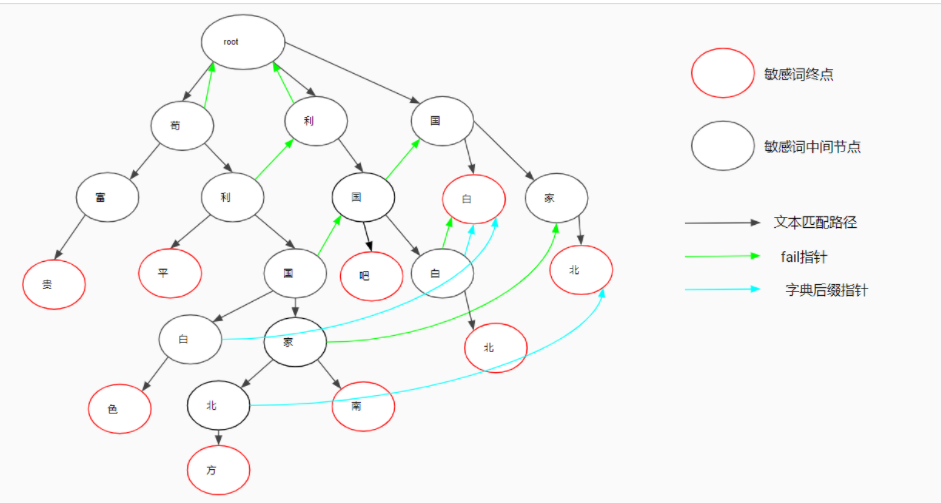 root
苟
利
国
富
利
国
白
家
贵
平
国
吧
白
北
白
家
北
色
北
南
方
敏感词终点
敏感词中间节点
文本匹配路径
fail指针
字典后缀指针